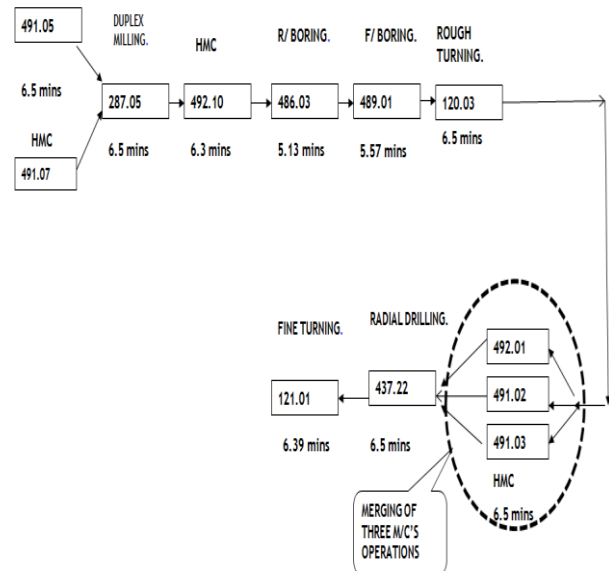 491.05
DUPLEX
MILLING.
HMC
R/ BORING.
F/ BORING.
ROUGH
TURNING.
6.5 mins
287.05
492.10
486.03
489.01
120.03
HMC
6.5 mins
6.3 mins
5.13 mins
5.57 mins
6.5 mins
491.07
FINE TURNING.
RADIAL DRILLING.
492.01
121.01
437.22
491.02
491.03
6.39 mins
6.5 mins
HMC
6.5 mins
MERGING OF
THREE M/C'S
OPERATIONS